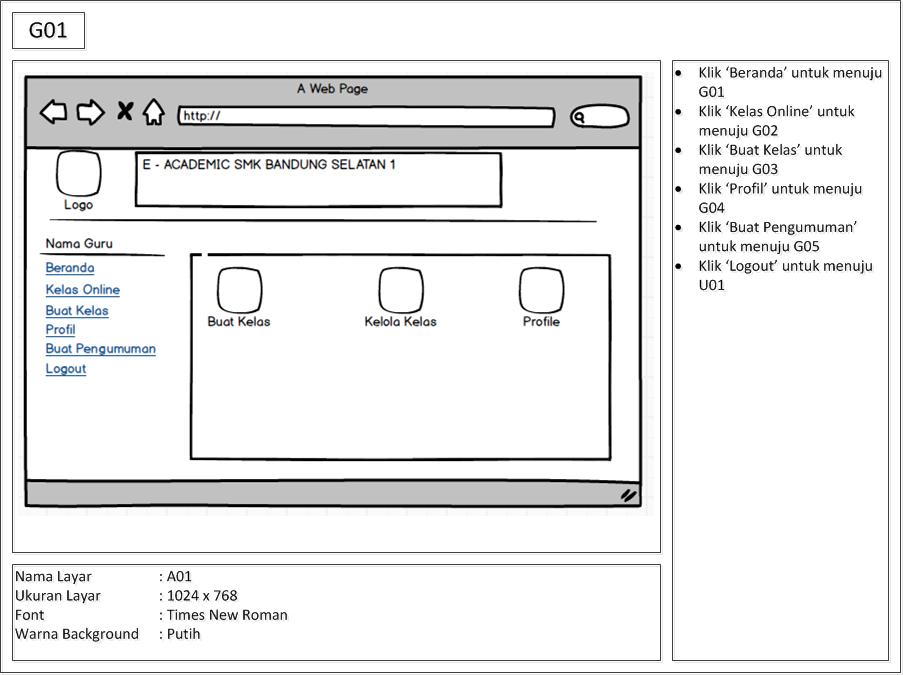 G01
A Web Page
http://
E - ACADEMIC SMK BANDUNG SELATAN 1
Logo
Nama Guru
Beranda
Kelas Online
Buat Kelas
Profil
Buat Pengumuman
Logout
Buat Kelas
Kelola Kelas
Profile
• Klik ‘Beranda’ untuk menuju
G01
• Klik ‘Kelas Online’ untuk
menuju G02
• Klik ‘Buat Kelas’ untuk
menuju G03
• Klik ‘Profil’ untuk menuju
G04
• Klik ‘Buat Pengumuman’
untuk menuju G05
• Klik ‘Logout’ untuk menuju
U01
Nama Layar : A01
Ukuran Layar : 1024 x 768
Font : Times New Roman
Warna Background : Putih